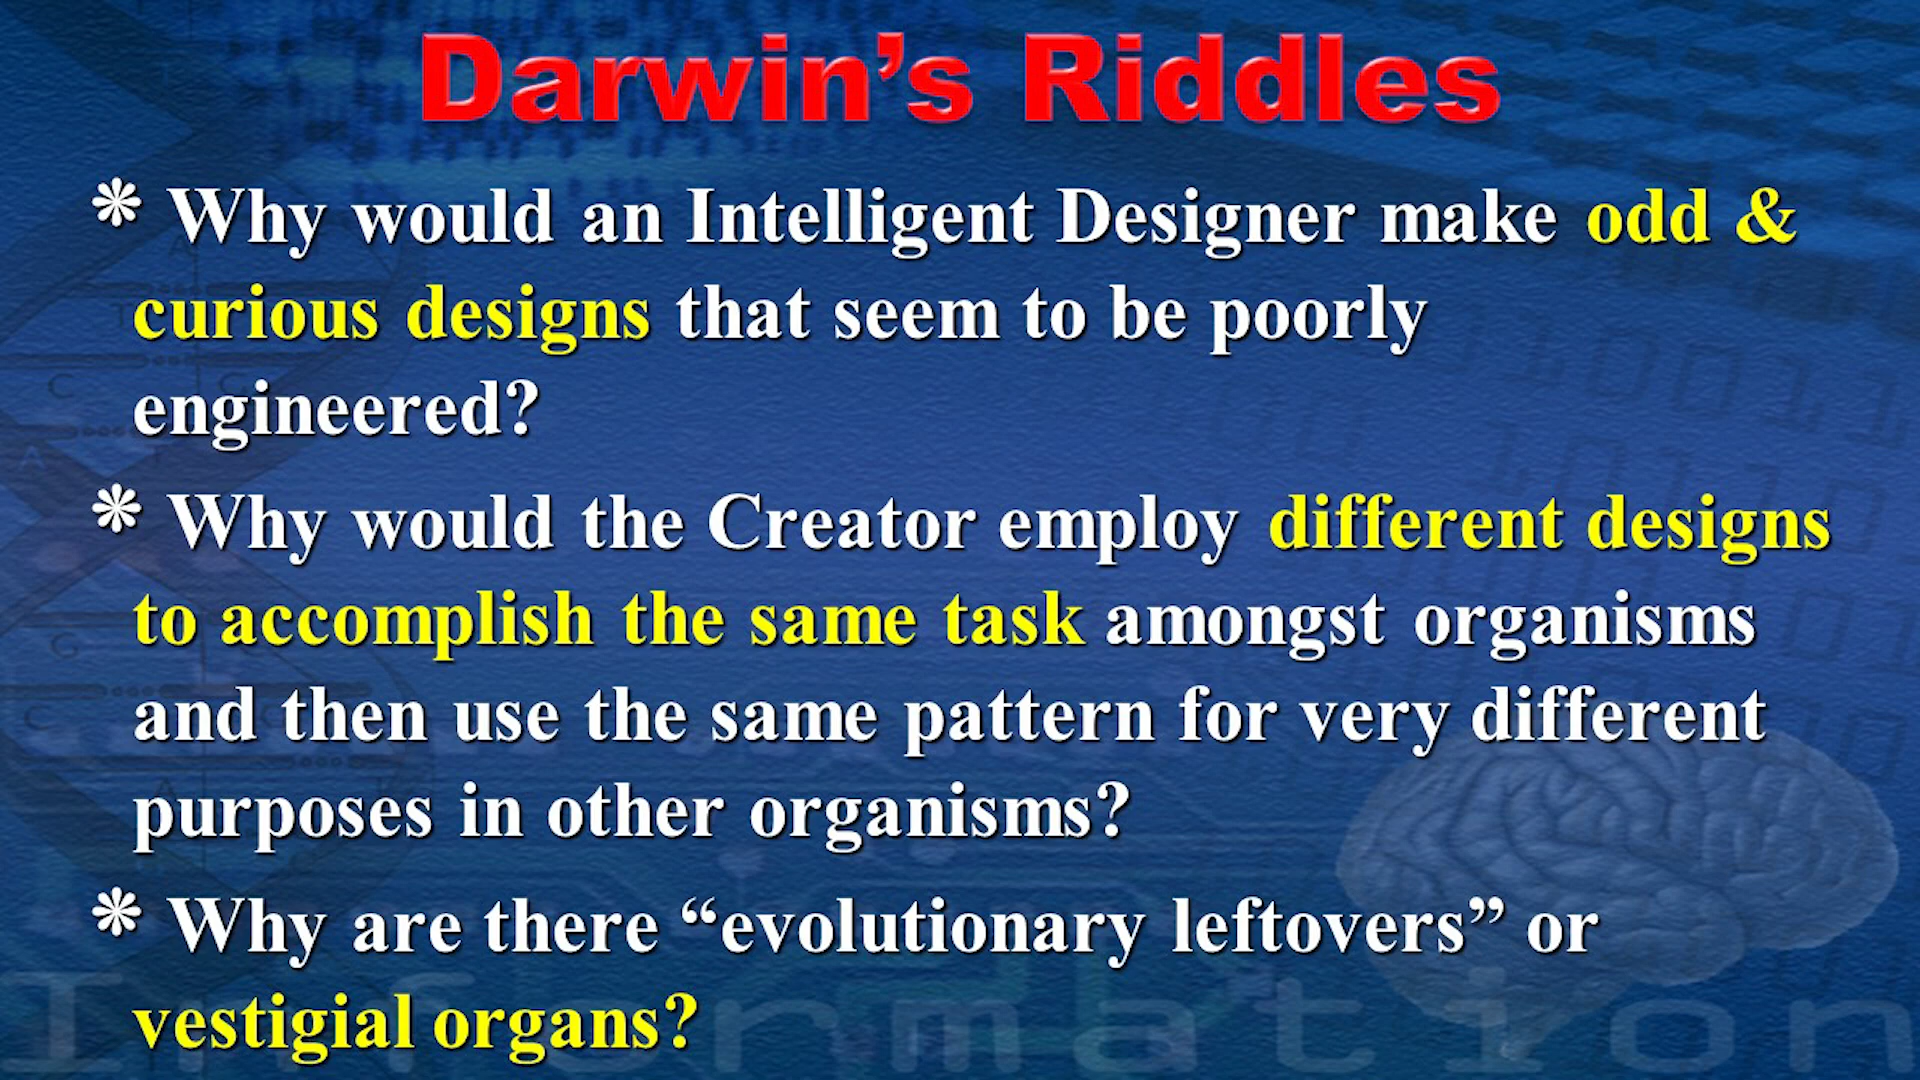 Darwin’s Riddles
❋ Why would an Intelligent Designer make odd &
curious designs that seem to be poorly
engineered?
❋ Why would the Creator employ different designs
to accomplish the same task amongst organisms
and then use the same pattern for very different
purposes in other organisms?
❋ Why are there “evolutionary leftovers” or
vestigial organs?
Information